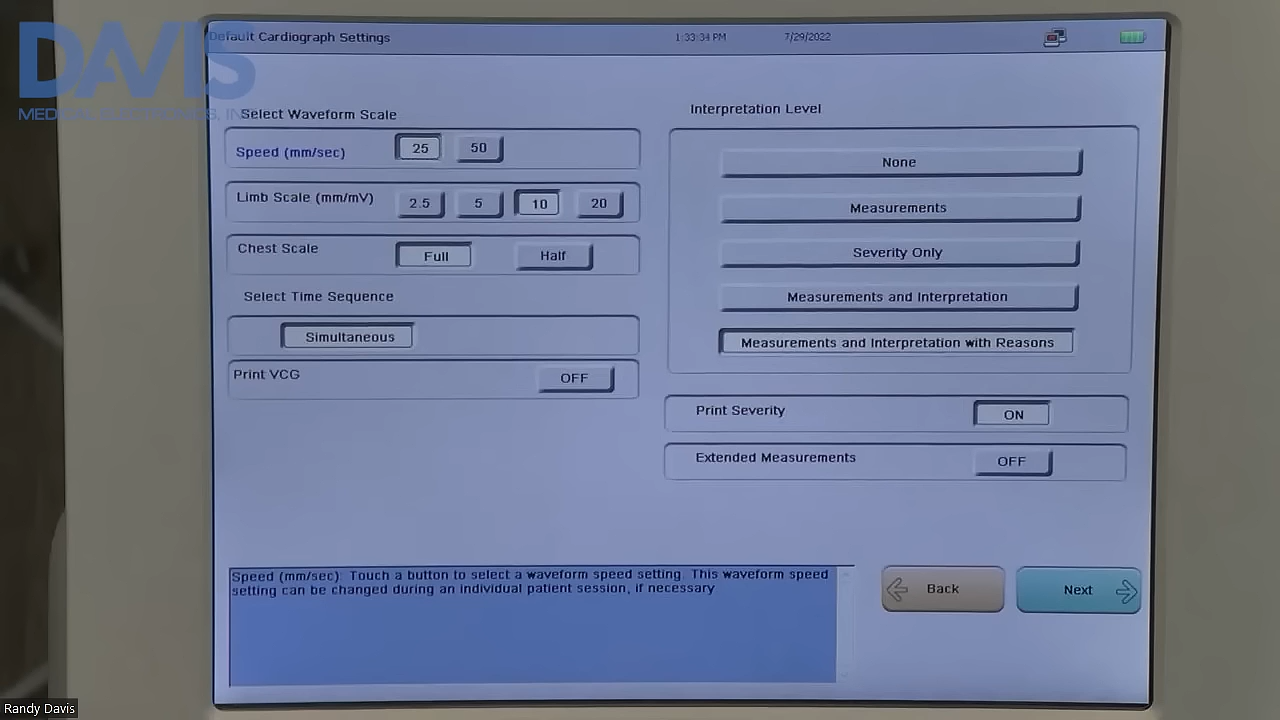 DAVIS
MEDICAL ELECTRONICS, IN
Default Cardiograph Settings
1:33:34 PM
7/29/2022
Select Waveform Scale
Speed (mm/sec)
25
50
Limb Scale (mm/mV)
2.5
5
10
20
Chest Scale
Full
Half
Select Time Sequence
Simultaneous
Print VCG
OFF
Interpretation Level
None
Measurements
Severity Only
Measurements and Interpretation
Measurements and Interpretation with Reasons
Print Severity
ON
Extended Measurements
OFF
Speed (mm/sec): Touch a button to select a waveform speed setting. This waveform speed
setting can be changed during an individual patient session, if necessary
Back
Next
Randy Davis